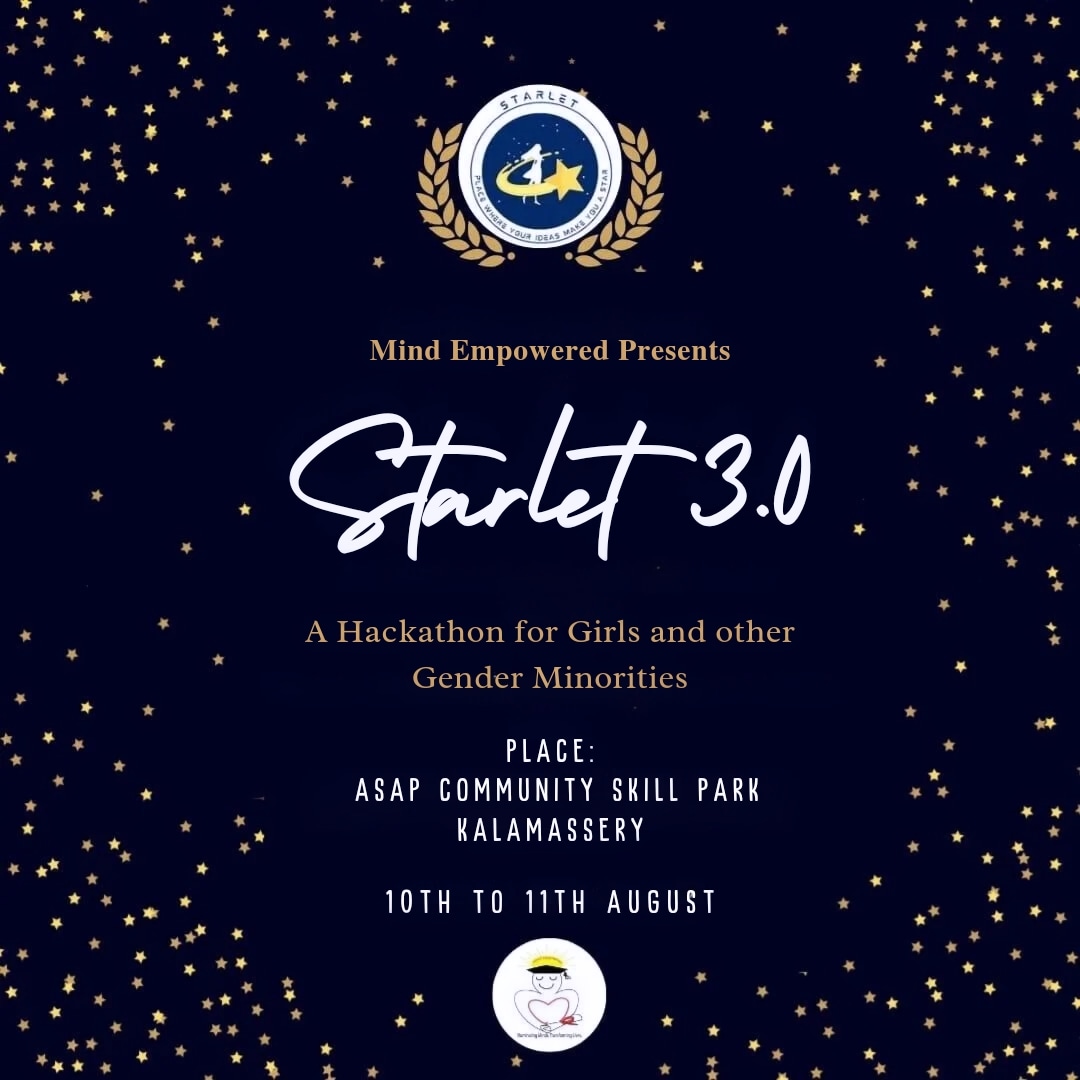 STARLET
PLACE WHERE YOUR IDEAS MAKE YOU A STAR
Mind Empowered Presents
Starlet 3.0
A Hackathon for Girls and other
Gender Minorities
PLACE:
ASAP COMMUNITY SKILL PARK
KALAMASSERY
10TH TO 11TH AUGUST